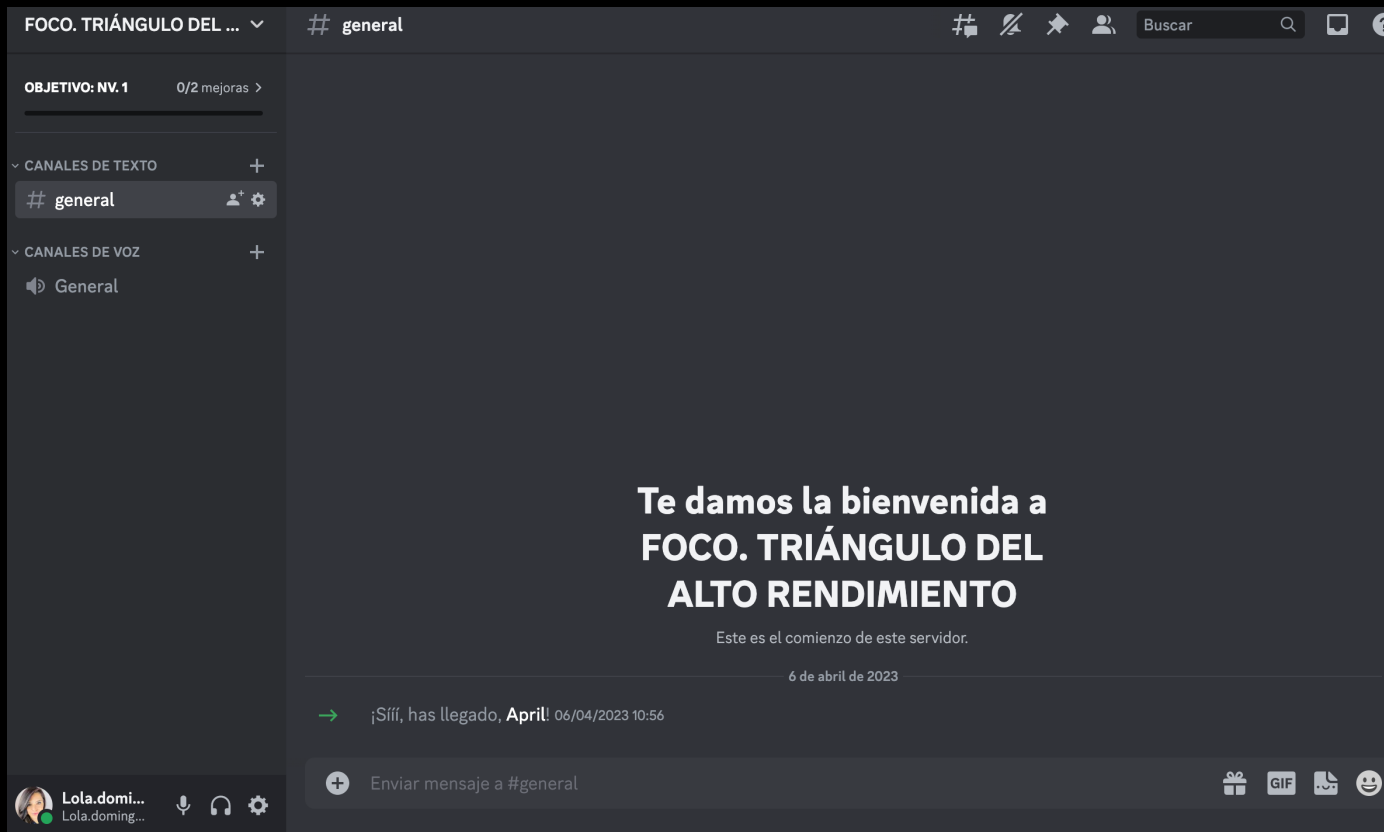 FOCO. TRIÁNGULO DEL ...
general
Buscar
OBJETIVO: NV. 1 0/2 mejoras
CANALES DE TEXTO
general
CANALES DE VOZ
General
Te damos la bienvenida a
FOCO. TRIÁNGULO DEL
ALTO RENDIMIENTO
Este es el comienzo de este servidor.
6 de abril de 2023
¡Sííí, has llegado, April! 06/04/2023 10:56
Enviar mensaje a #general
GIF
Lola.domi...
Lola.doming...